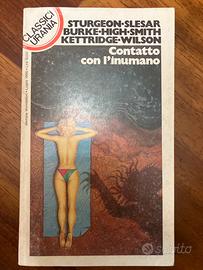 CLASSICI
URANIA
STURGEON·SLESAR
BURKE·HIGH·SMITH
KETTRIDGE·WILSON
Contatto
con l'inumano
subito